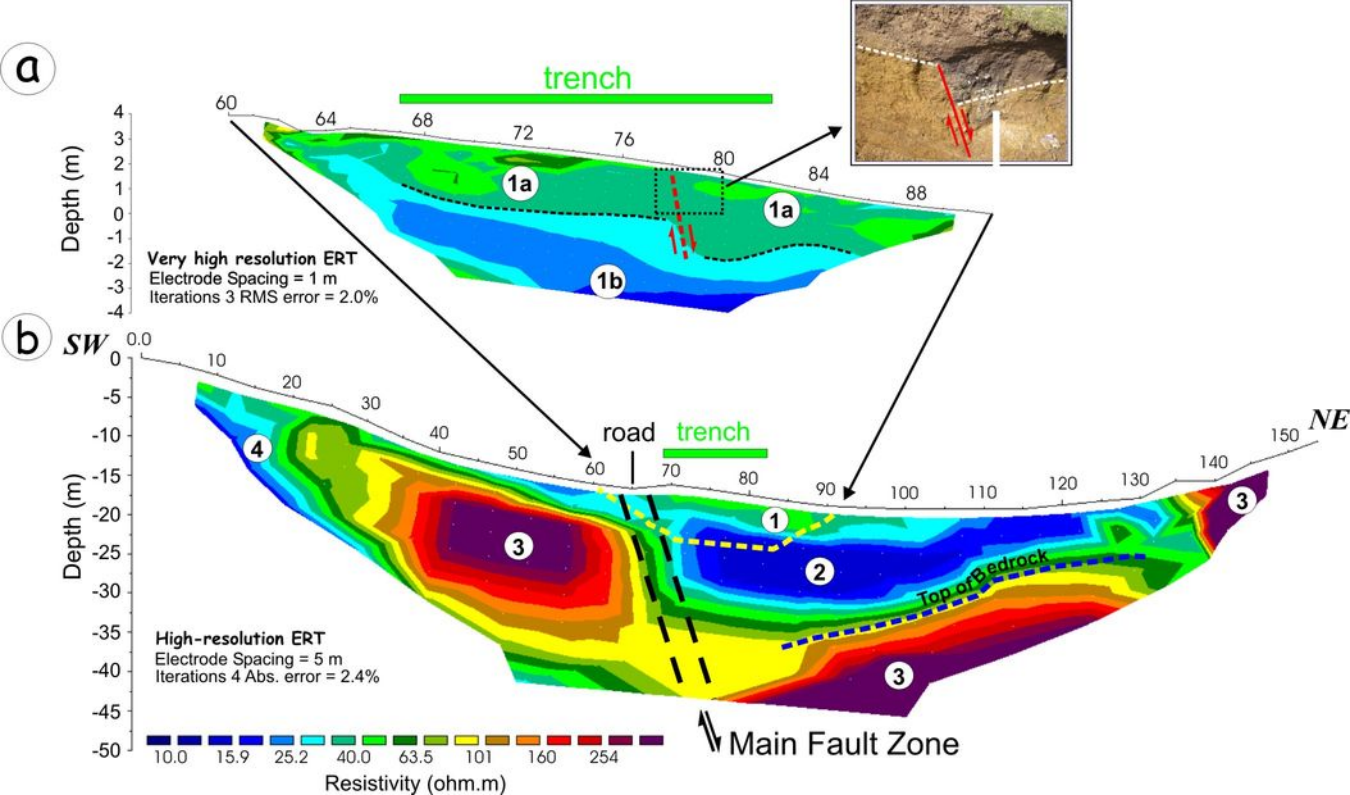 a
trench
60
64
68
72
76
80
84
88
4
3
2
1
0
-1
-2
-3
-4
Depth (m)
1a
1a
1b
Very high resolution ERT
Electrode Spacing = 1 m
Iterations 3 RMS error = 2.0%
b
SW
NE
0.0
10
20
30
40
50
60
70
80
90
100
110
120
130
140
150
road
trench
0
-5
-10
-15
-20
-25
-30
-35
-40
-45
-50
Depth (m)
4
3
1
2
3
3
Top of Bedrock
High-resolution ERT
Electrode Spacing = 5 m
Iterations 4 Abs. error = 2.4%
Main Fault Zone
10.0 15.9 25.2 40.0 63.5 101 160 254
Resistivity (ohm.m)